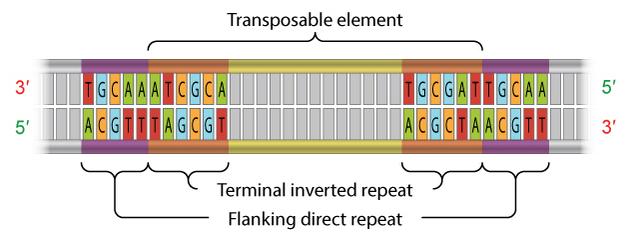 Transposable element
3′ TGCAAATCGCA TGCGATTGCAA 5′
5′ ACGTTTAGCGT ACGCTAACGTT 3′
Terminal inverted repeat
Flanking direct repeat